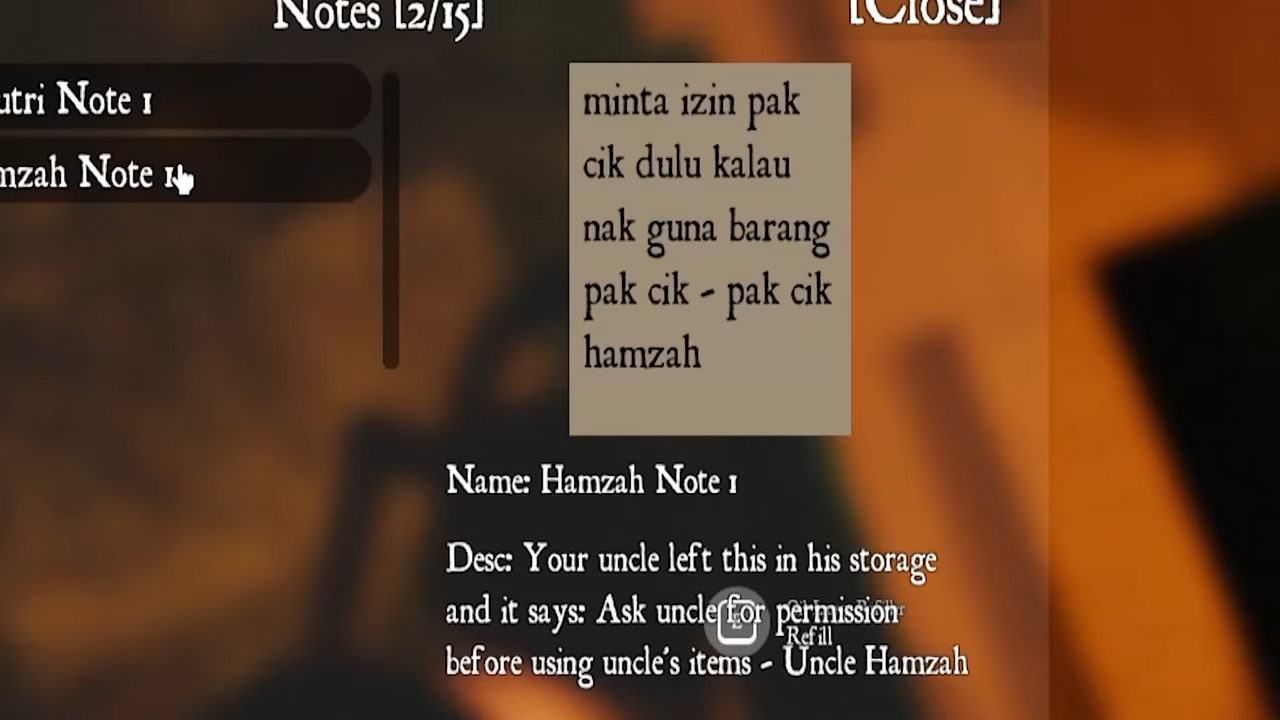 Notes [2/15]
[Close]
utri Note 1
mzah Note 1
minta izin pak
cik dulu kalau
nak guna barang
pak cik - pak cik
hamzah
Name: Hamzah Note 1
Desc: Your uncle left this in his storage
and it says: Ask uncle for permission
before using uncle's items - Uncle Hamzah
E
Refill